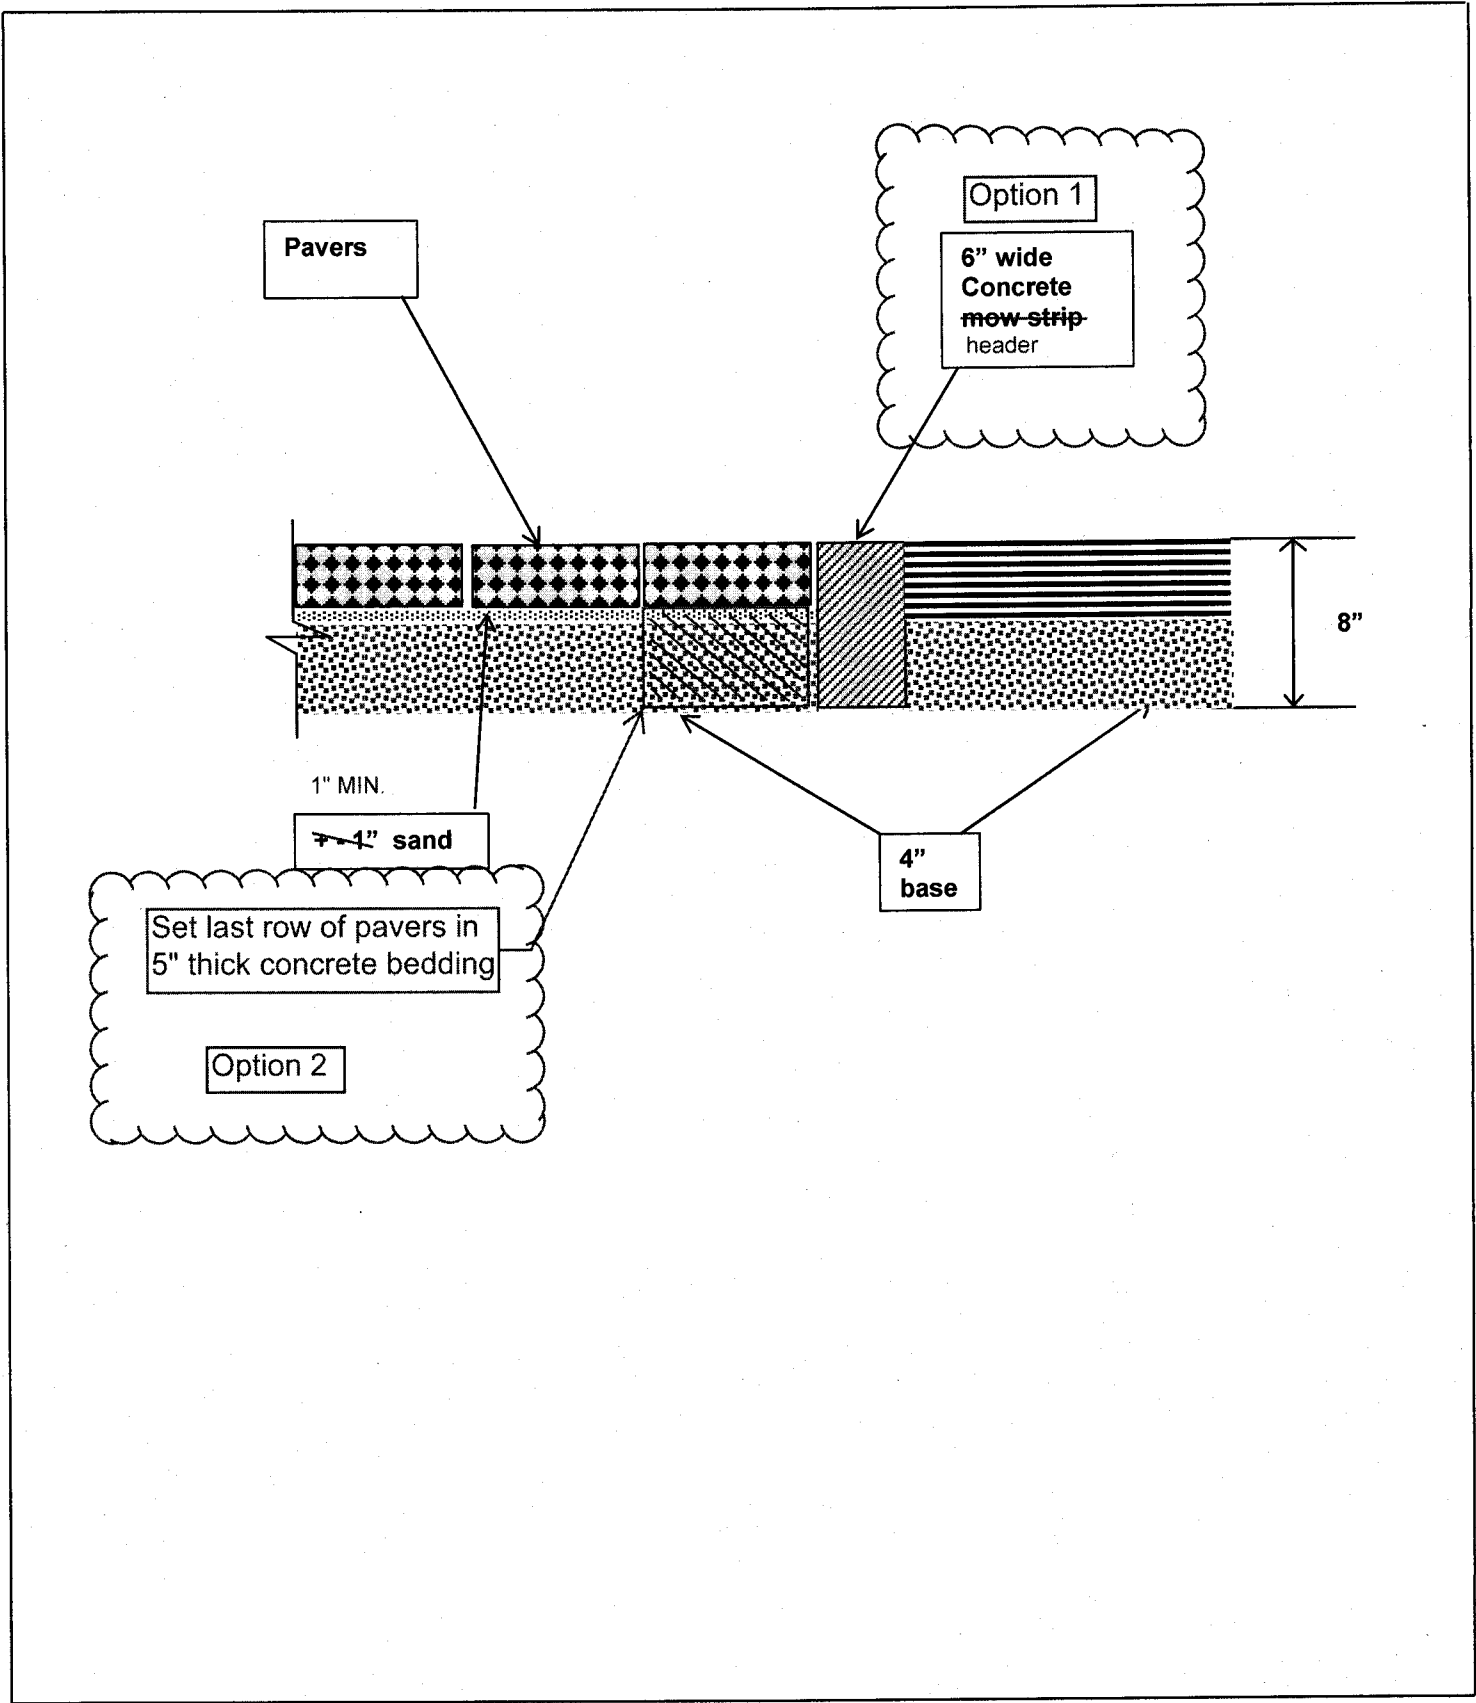 Option 1
Pavers
6” wide
Concrete
mow strip
header
8”
1" MIN.
+ - 1” sand
4”
base
Set last row of pavers in
5" thick concrete bedding
Option 2